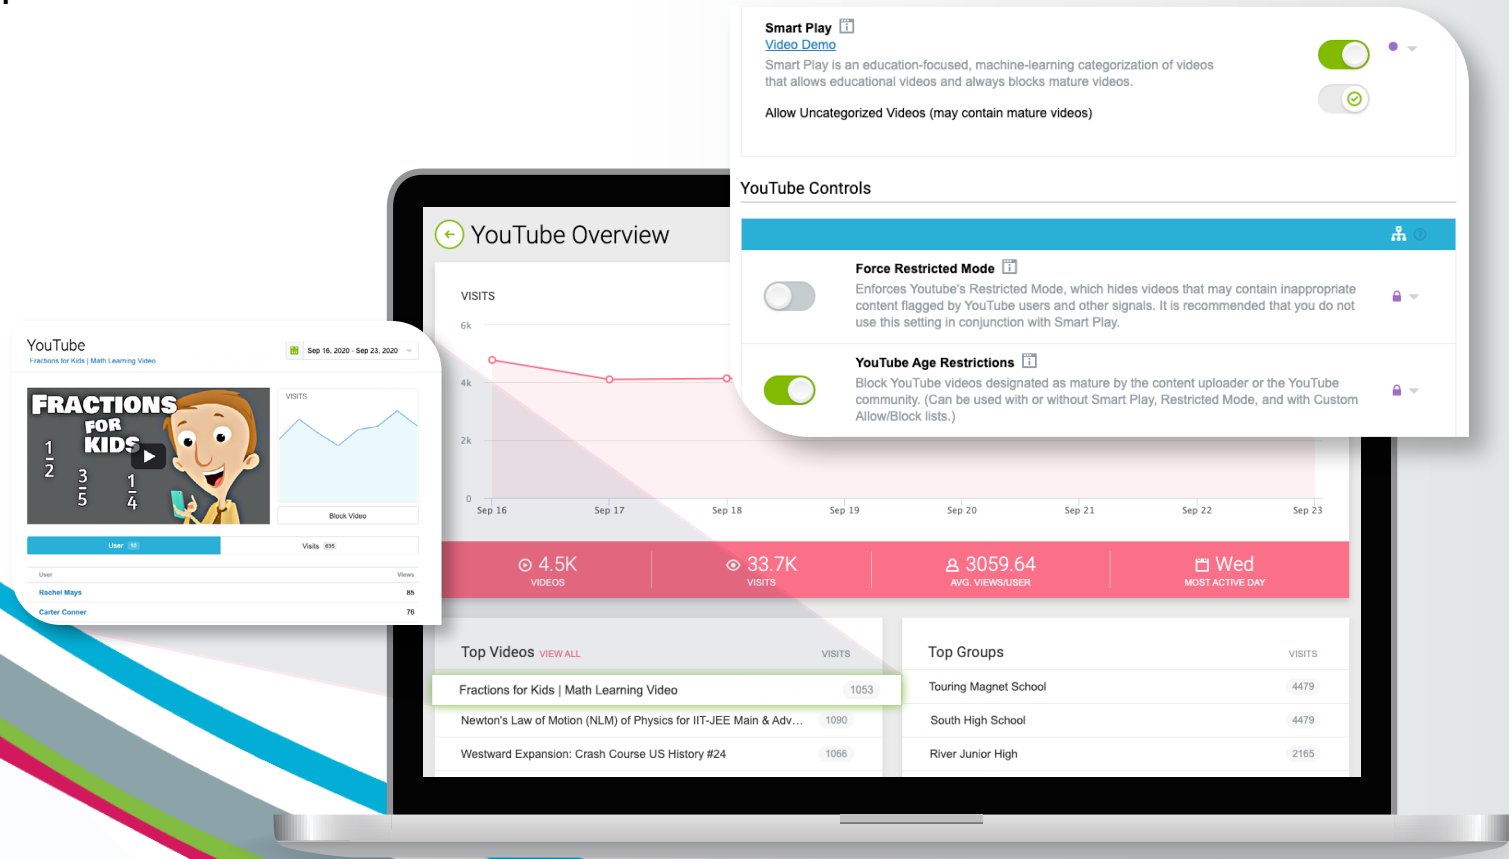 Smart Play
Video Demo
Smart Play is an education-focused, machine-learning categorization of videos
that allows educational videos and always blocks mature videos.
Allow Uncategorized Videos (may contain mature videos)
YouTube Controls
Force Restricted Mode
Enforces Youtube's Restricted Mode, which hides videos that may contain inappropriate
content flagged by YouTube users and other signals. It is recommended that you do not
use this setting in conjunction with Smart Play.
YouTube Age Restrictions
Block YouTube videos designated as mature by the content uploader or the YouTube
community. (Can be used with or without Smart Play, Restricted Mode, and with Custom
Allow/Block lists.)
YouTube Overview
VISITS
6k
4k
2k
0
Sep 16 Sep 17 Sep 18 Sep 19 Sep 20 Sep 21 Sep 22 Sep 23
4.5K 33.7K 3059.64 Wed
VIDEOS VISITS AVG. VIEWS/USER MOST ACTIVE DAY
Top Videos VIEW ALL VISITS
Fractions for Kids | Math Learning Video 1053
Newton's Law of Motion (NLM) of Physics for IIT-JEE Main & Adv... 1090
Westward Expansion: Crash Course US History #24 1066
Top Groups VISITS
Touring Magnet School 4479
South High School 4479
River Junior High 2165
YouTube
Fractions for Kids | Math Learning Video
Sep 16, 2020 - Sep 23, 2020
FRACTIONS
FOR
KIDS
1/2 3/5 1/4
VISITS
Block Video
User 10 Visits 635
User Views
Rachel Mays 85
Carter Conner 76